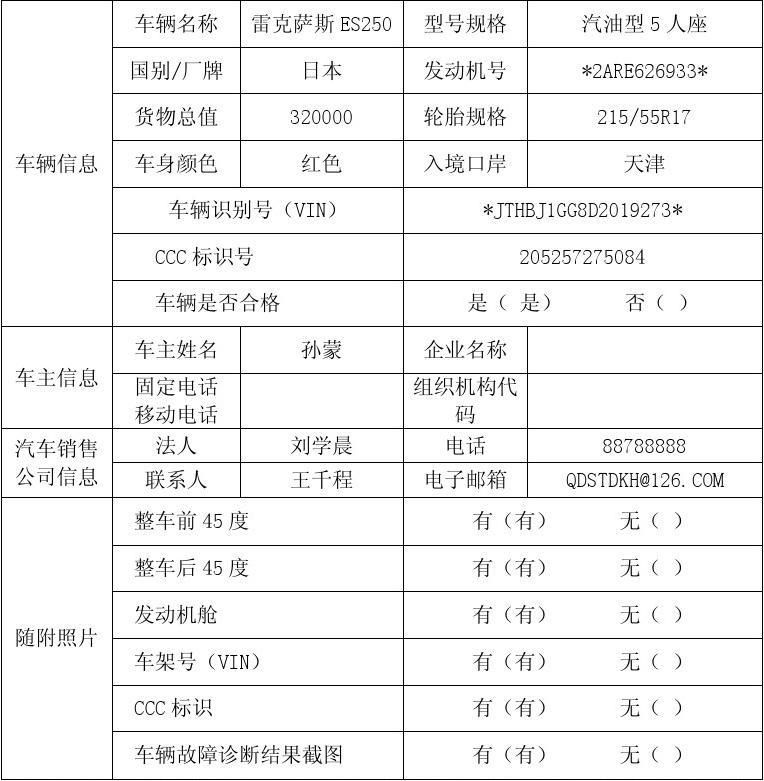 车辆信息
车辆名称 雷克萨斯 ES250 型号规格 汽油型 5 人座
国别/厂牌 日本 发动机号 *2ARE626933*
货物总值 320000 轮胎规格 215/55R17
车身颜色 红色 入境口岸 天津
车辆识别号（VIN） *JTHBJ1GG8D2019273*
CCC 标识号 205257275084
车辆是否合格 是（ 是） 否（ ）
车主信息
车主姓名 孙蒙 企业名称
固定电话
移动电话
组织机构代
码
汽车销售
公司信息
法人 刘学晨 电话 88788888
联系人 王千程 电子邮箱 QDSTDKH@126.COM
随附照片
整车前 45 度 有（有） 无（ ）
整车后 45 度 有（有） 无（ ）
发动机舱 有（有） 无（ ）
车架号（VIN） 有（有） 无（ ）
CCC 标识 有（有） 无（ ）
车辆故障诊断结果截图 有（有） 无（ ）